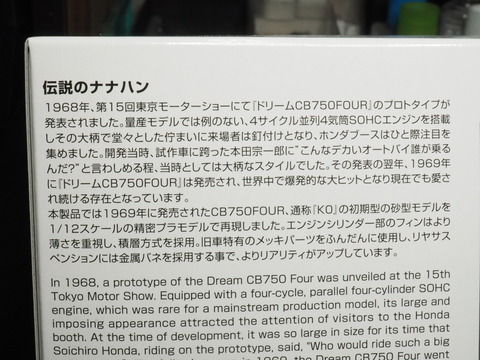 伝説のナナハン
1968年、第15回東京モーターショーにて『ドリームCB750FOUR』のプロトタイプが
発表されました。量産モデルでは例のない、4サイクル並列4気筒SOHCエンジンを搭載
しその大柄で堂々とした佇まいに来場者は釘付けとなり、ホンダブースはひと際注目を
集めました。開発当時、試作車に跨った本田宗一郎に"こんなデカいオートバイ誰が乗る
んだ?"と言わしめる程、当時としては大柄なスタイルでした。その発表の翌年、1969年
に『ドリームCB750FOUR』は発売され、世界中で爆発的な大ヒットとなり現在でも愛さ
れ続ける存在となっています。
本製品では1969年に発売されたCB750FOUR、通称『K0』の初期型の砂型モデルを
1/12スケールの精密プラモデルで再現しました。エンジンシリンダー部のフィンはより
薄さを重視し、積層方式を採用。旧車特有のメッキパーツをふんだんに使用し、リヤサス
ペンションには金属バネを採用する事で、よりリアリティがアップしています。
In 1968, a prototype of the Dream CB750 Four was unveiled at the 15th
Tokyo Motor Show. Equipped with a four-cycle, parallel four-cylinder SOHC
engine, which was rare for a mainstream production model, its large and
imposing appearance attracted the attention of visitors to the Honda
booth. At the time of development, it was so large in size for its time that
Soichiro Honda, riding on the prototype, said, "Who would ride such a big
in 1969, the Dream CB750 Four went